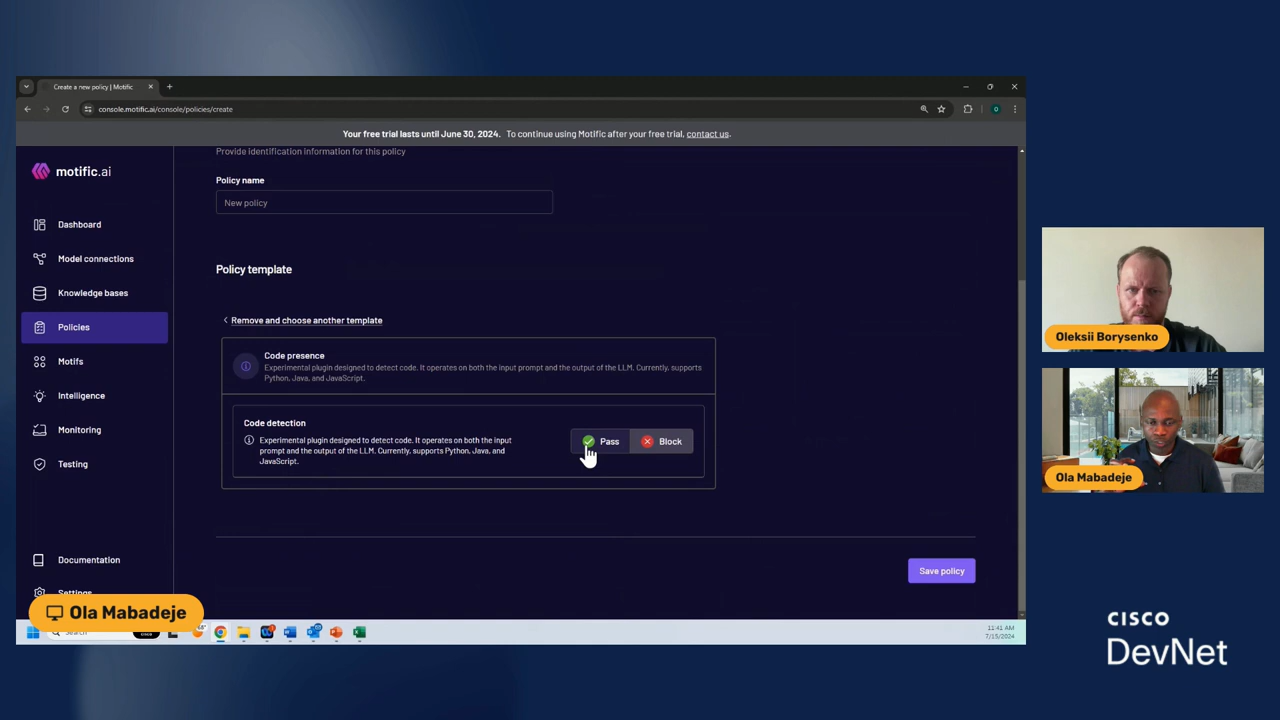 Create a new policy | Motific
console.motific.ai/console/policies/create
Your free trial lasts until June 30, 2024. To continue using Motific after your free trial, contact us.
motific.ai
Dashboard
Model connections
Knowledge bases
Policies
Motifs
Intelligence
Monitoring
Testing
Documentation
Settings
Provide identification information for this policy
Policy name
New policy
Policy template
Remove and choose another template
Code presence
Experimental plugin designed to detect code. It operates on both the input prompt and the output of the LLM. Currently, supports
Python, Java, and JavaScript.
Code detection
Experimental plugin designed to detect code. It operates on both the input
prompt and the output of the LLM. Currently, supports Python, Java, and
JavaScript.
Pass
Block
Save policy
Ola Mabadeje
Search
11:41 AM
7/15/2024
Oleksii Borysenko
Ola Mabadeje
CISCO
DevNet